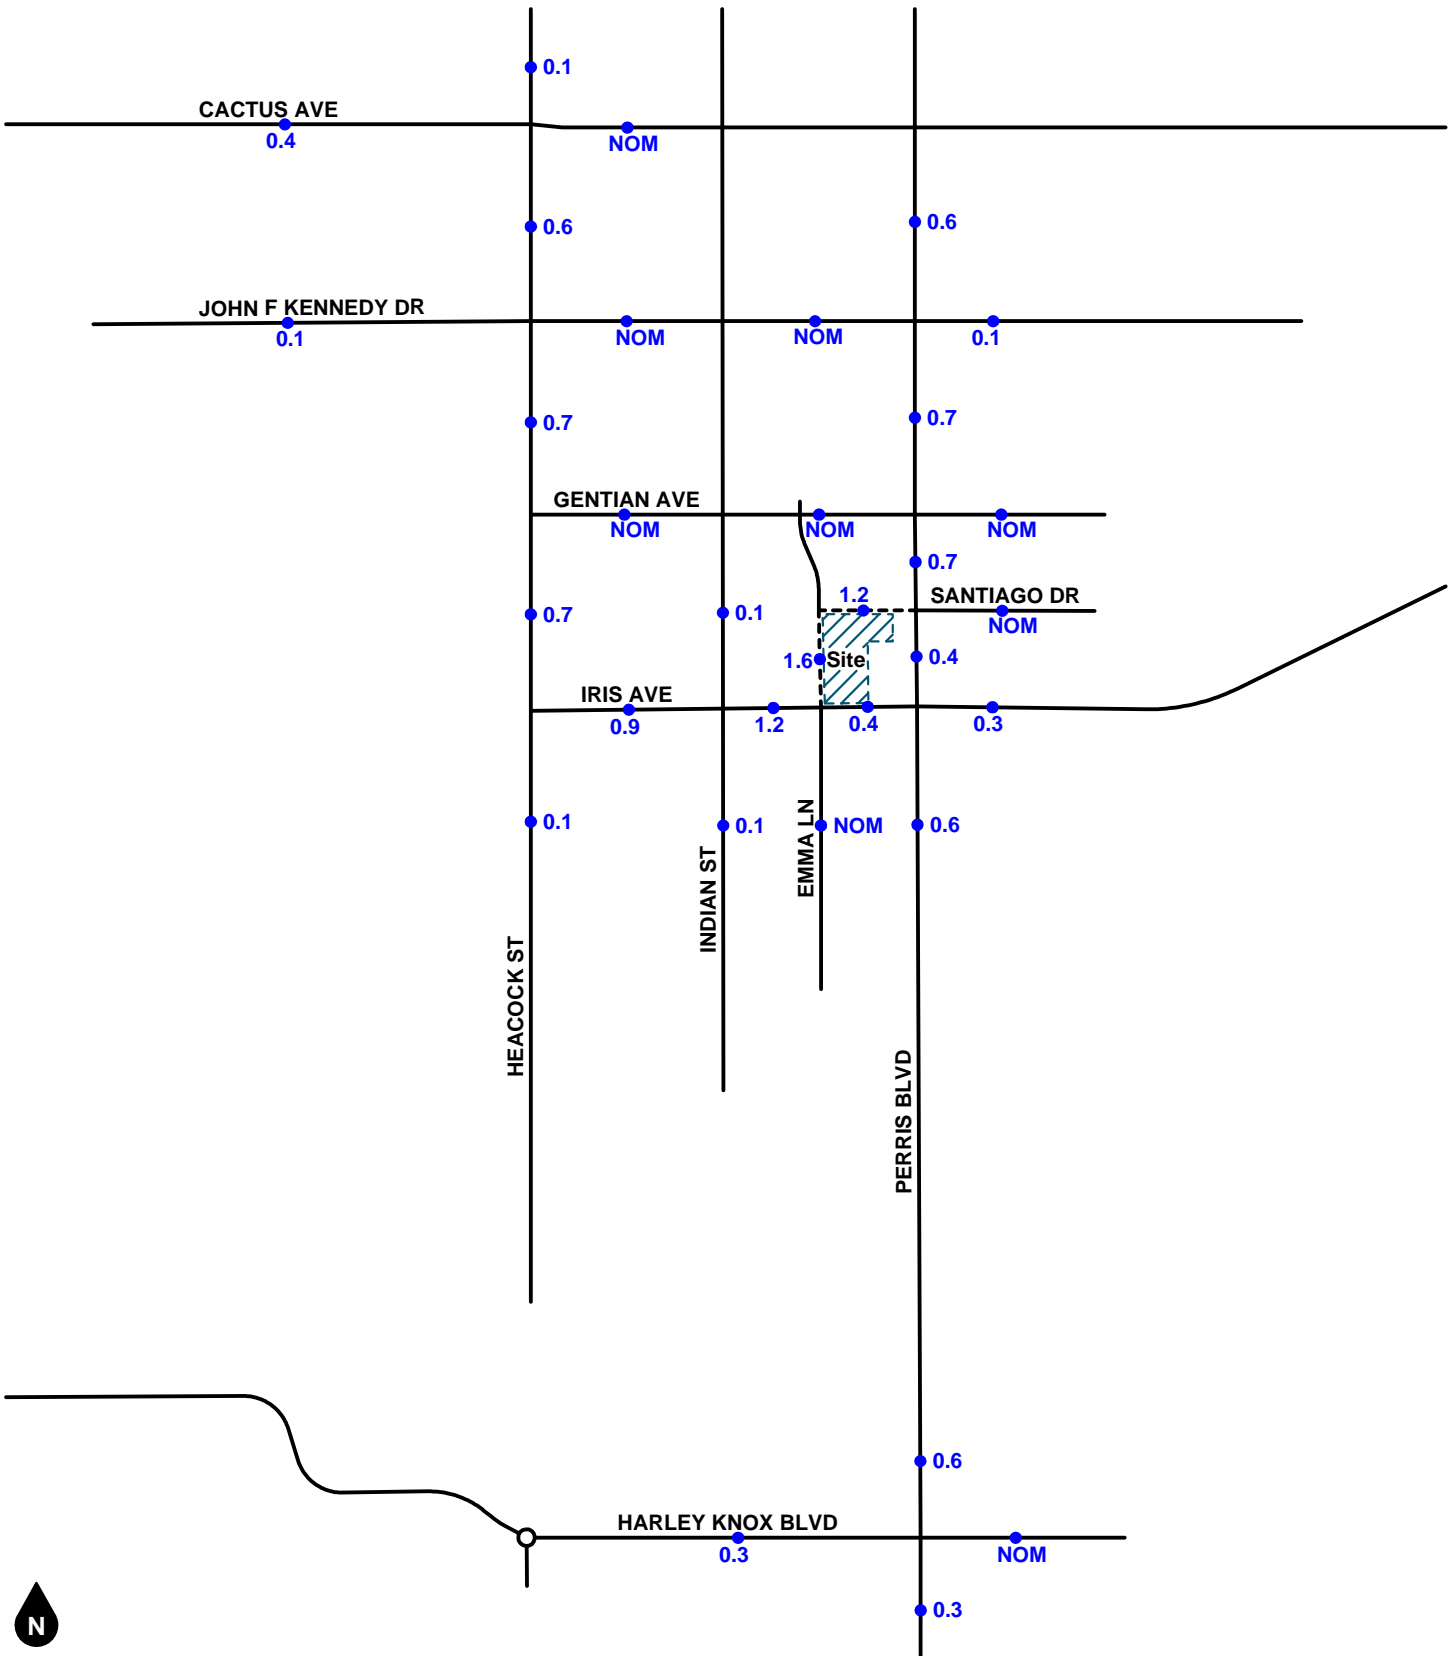 0.1
CACTUS AVE
0.4
NOM
0.6
0.6
JOHN F KENNEDY DR
0.1
NOM
NOM
0.1
0.7
0.7
GENTIAN AVE
NOM
NOM
NOM
0.7
1.2
SANTIAGO DR
NOM
0.7
0.1
1.6
Site
0.4
IRIS AVE
0.9
1.2
0.4
0.3
0.1
0.1
EMMA LN
NOM
0.6
INDIAN ST
HEACOCK ST
PERRIS BLVD
0.6
HARLEY KNOX BLVD
0.3
NOM
0.3
N